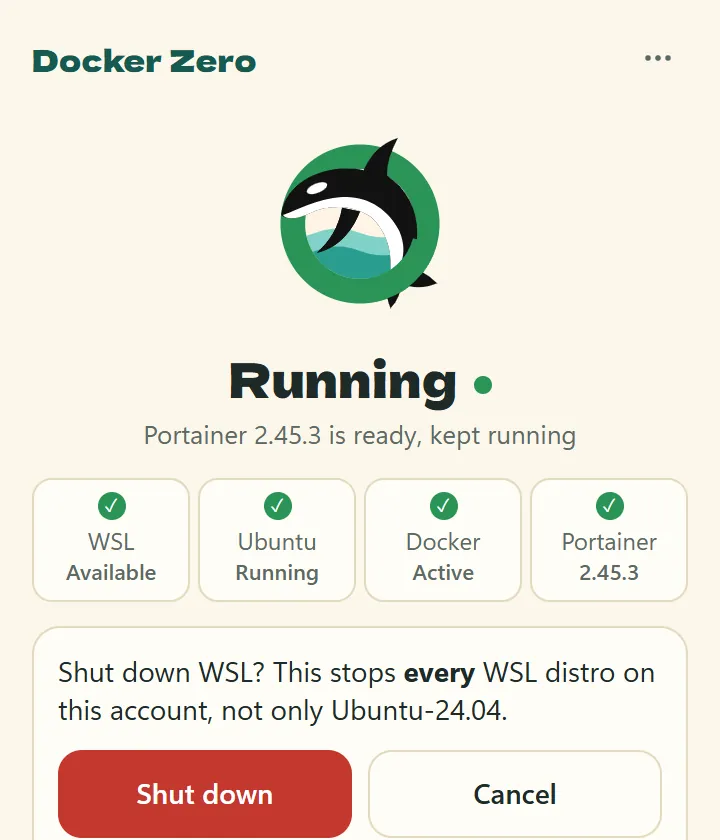 Docker Zero
Running
Portainer 2.45.3 is ready, kept running
WSL
Available
Ubuntu
Running
Docker
Active
Portainer
2.45.3
Shut down WSL? This stops every WSL distro on
this account, not only Ubuntu-24.04.
Shut down
Cancel